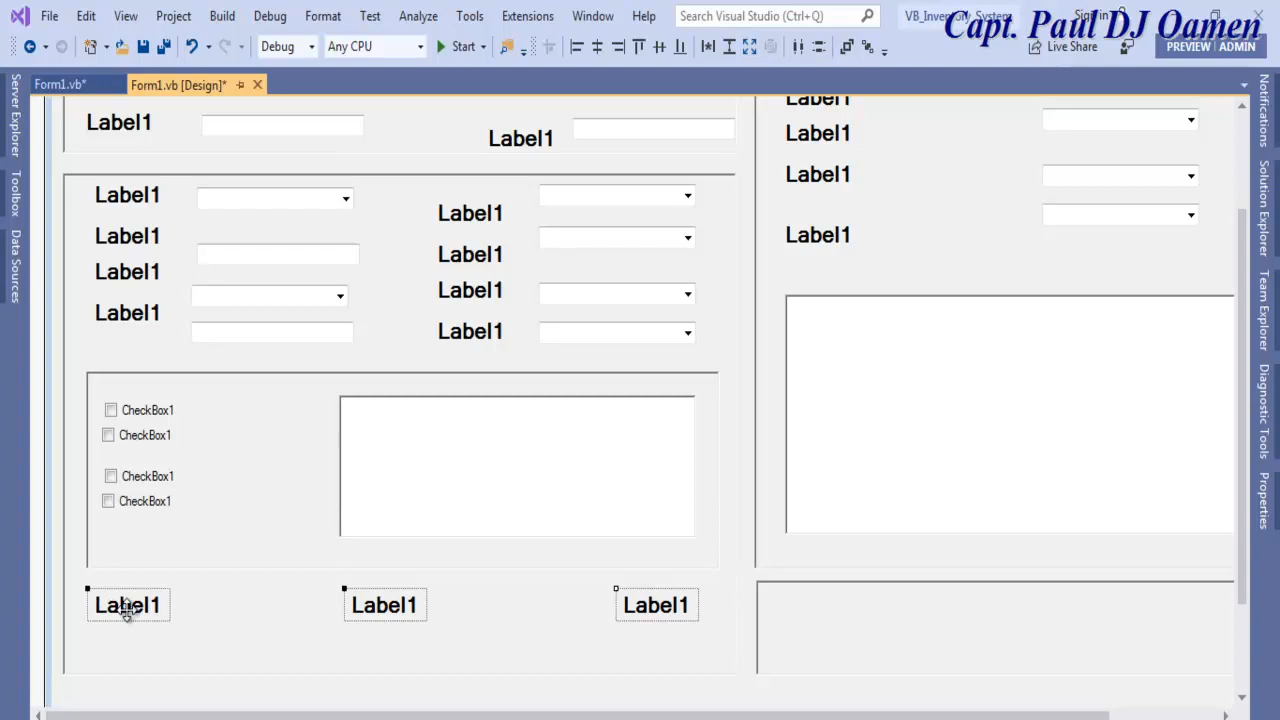 File Edit View Project Build Debug Format Test Analyze Tools Extensions Window Help Search Visual Studio (Ctrl+Q) VB_Inventory_System Sign in
Capt. Paul DJ Oamen
Debug Any CPU Start Live Share PREVIEW ADMIN
Form1.vb* Form1.vb [Design]*
Server Explorer
Toolbox
Data Sources
Label1
Label1
Label1
Label1
Label1
Label1
Label1
Label1
Label1
Label1
Label1
Label1
Label1
Label1
CheckBox1
CheckBox1
CheckBox1
CheckBox1
Label1 Label1 Label1
Notifications
Solution Explorer
Team Explorer
Diagnostic Tools
Properties